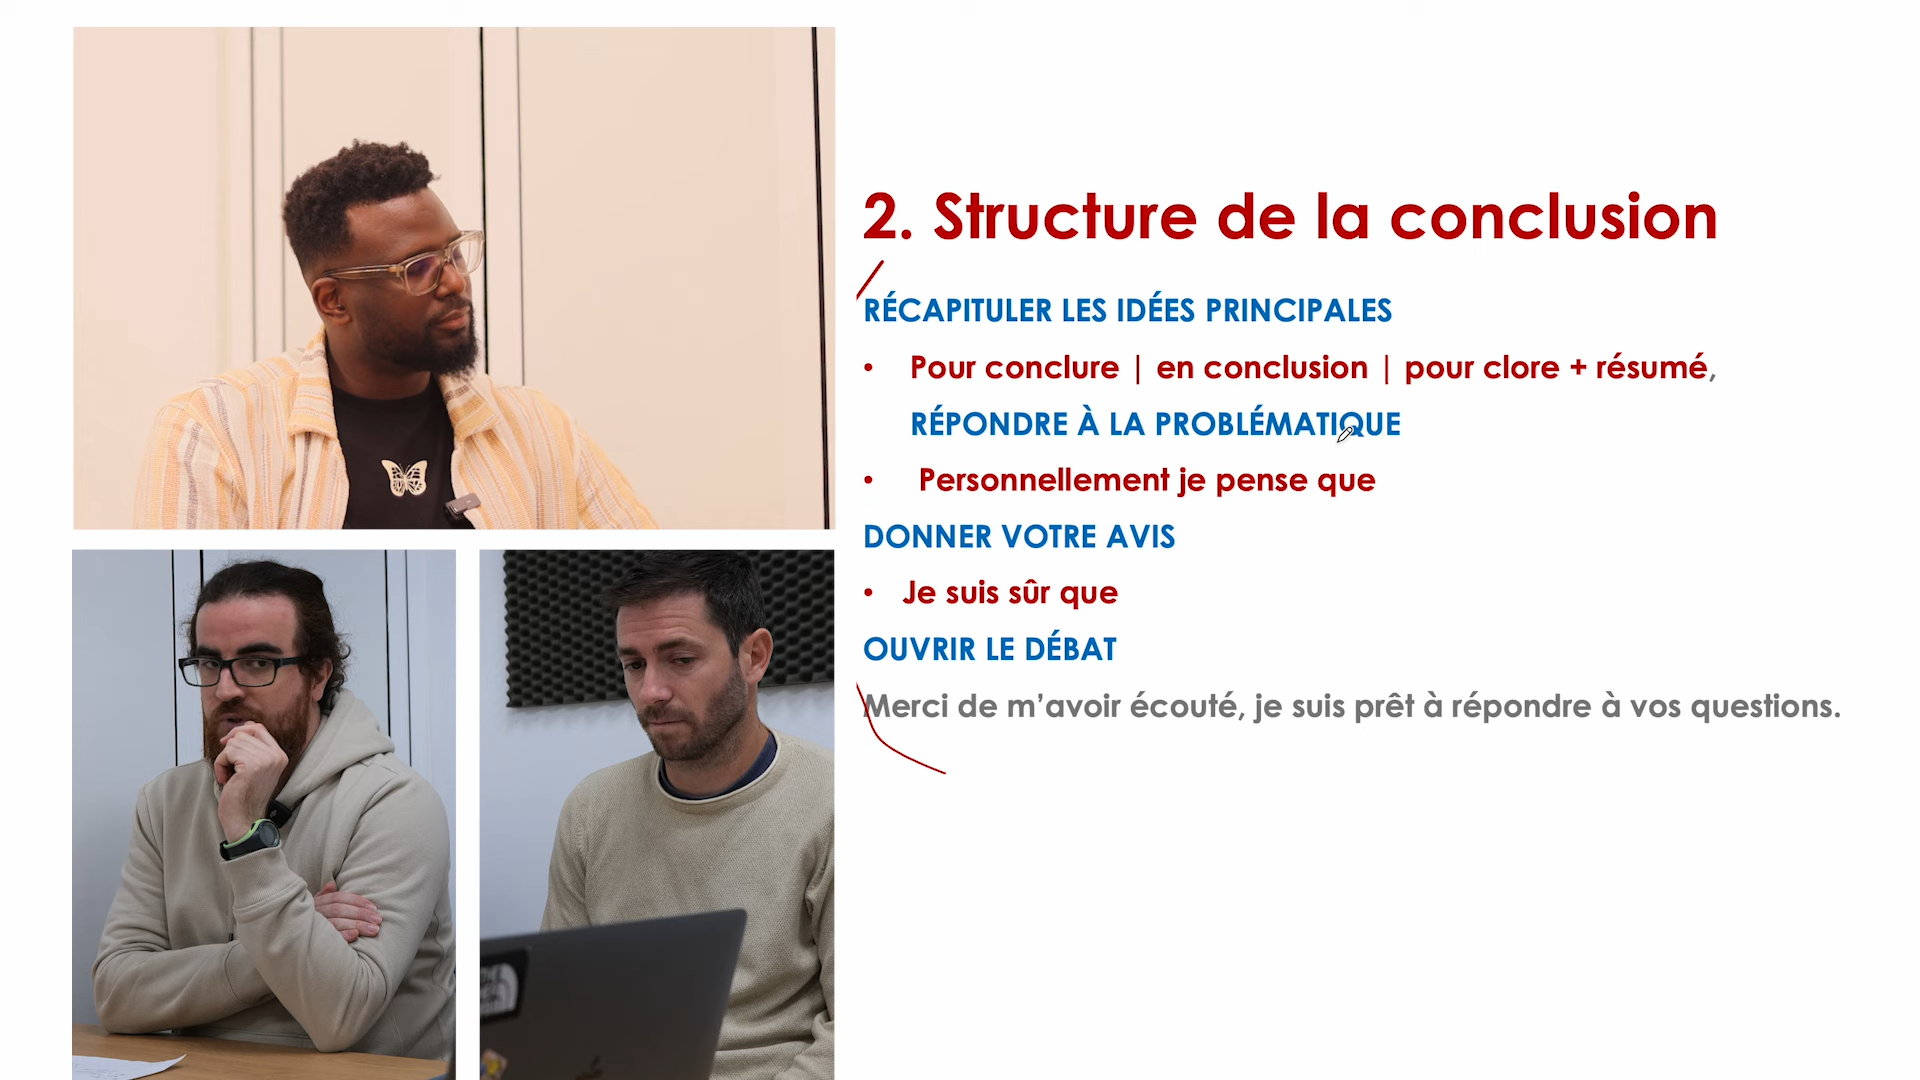 2. Structure de la conclusion
RÉCAPITULER LES IDÉES PRINCIPALES
• Pour conclure | en conclusion | pour clore + résumé,
RÉPONDRE À LA PROBLÉMATIQUE
• Personnellement je pense que
DONNER VOTRE AVIS
• Je suis sûr que
OUVRIR LE DÉBAT
Merci de m’avoir écouté, je suis prêt à répondre à vos questions.